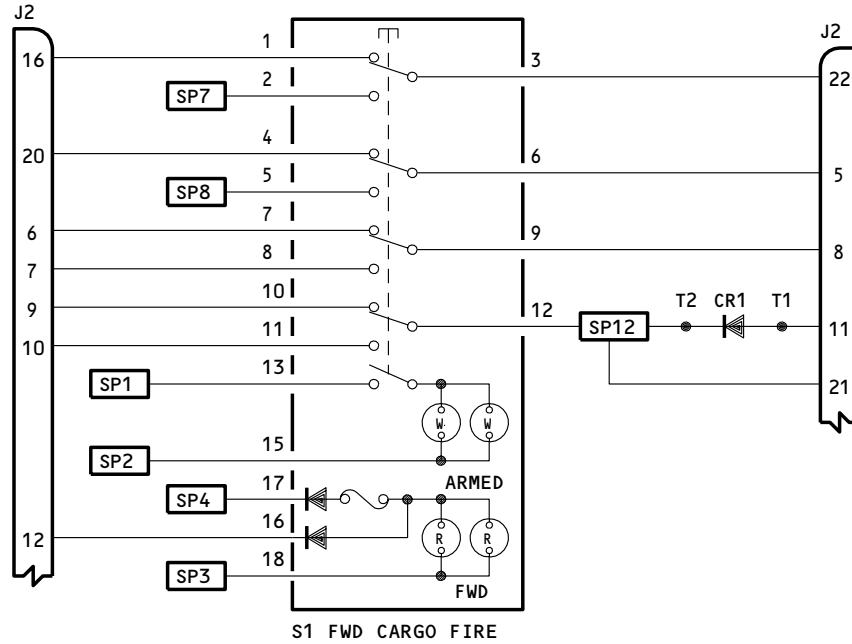 J2
J2
1
16
3
22
2
SP7
4
20
6
5
5
SP8
7
6
9
8
8
7
10
9
12
SP12
T2 CR1 T1
11
11
10
13
SP1
21
W W
15
SP2
ARMED
17
SP4
16
12
R R
18
SP3
FWD
S1 FWD CARGO FIRE